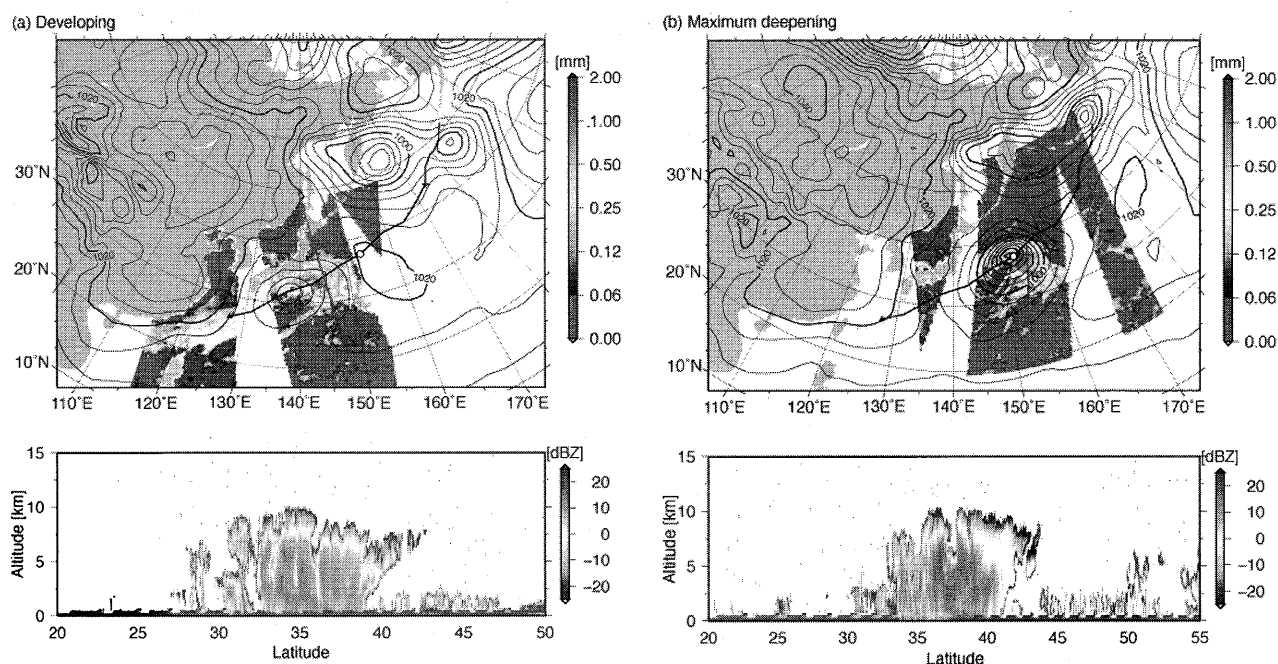 (a) Developing
(b) Maximum deepening
[mm]
2.00
1.00
0.50
0.25
0.12
0.06
0.00
30°N
20°N
10°N
110°E
120°E
130°E
140°E
150°E
160°E
170°E
1020
1020
1000
1000
1020
[mm]
2.00
1.00
0.50
0.25
0.12
0.06
0.00
30°N
20°N
10°N
110°E
120°E
130°E
140°E
150°E
160°E
170°E
1020
1020
1020
[dBZ]
20
10
0
−10
−20
Altitude [km]
15
10
5
0
20
25
30
35
40
45
50
Latitude
[dBZ]
20
10
0
−10
−20
Altitude [km]
15
10
5
0
20
25
30
35
40
45
50
55
Latitude